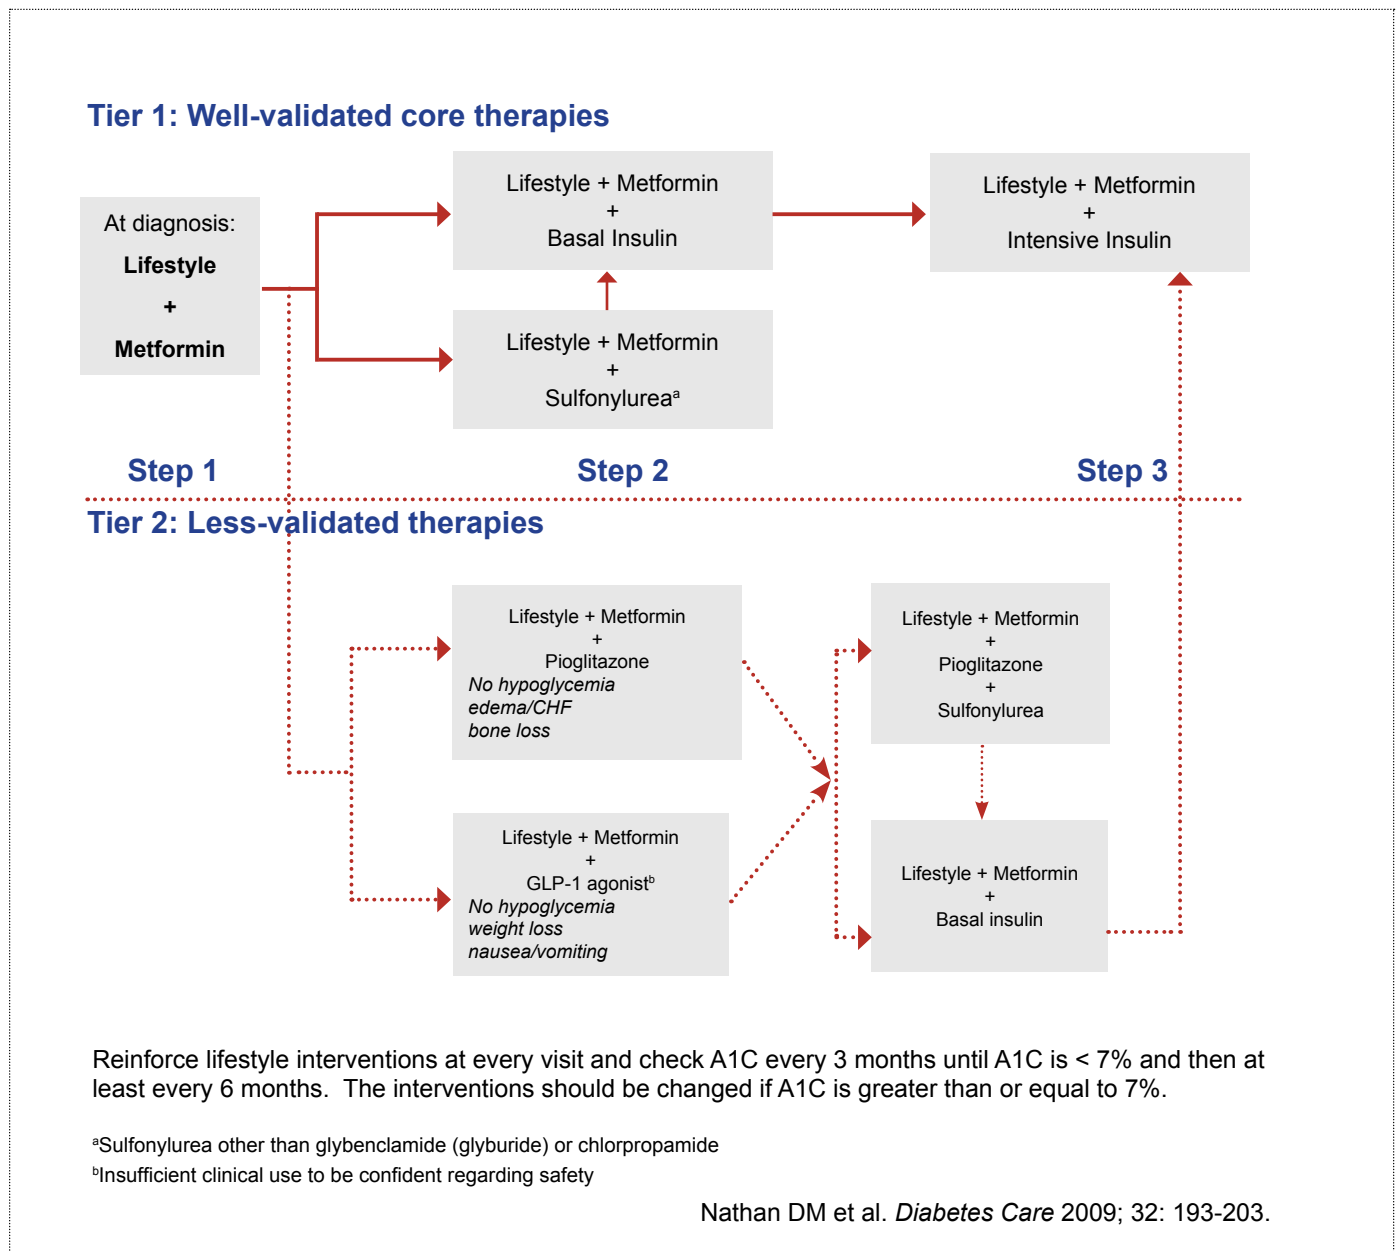 Tier 1: Well-validated core therapies
At diagnosis:
Lifestyle
+
Metformin
Lifestyle + Metformin
+
Basal Insulin
Lifestyle + Metformin
+
Intensive Insulin
Lifestyle + Metformin
+
Sulfonylureaᵃ
Step 1
Step 2
Step 3
Tier 2: Less-validated therapies
Lifestyle + Metformin
+
Pioglitazone
No hypoglycemia
edema/CHF
bone loss
Lifestyle + Metformin
+
Pioglitazone
+
Sulfonylurea
Lifestyle + Metformin
+
GLP-1 agonistᵇ
No hypoglycemia
weight loss
nausea/vomiting
Lifestyle + Metformin
+
Basal insulin
Reinforce lifestyle interventions at every visit and check A1C every 3 months until A1C is < 7% and then at
least every 6 months.  The interventions should be changed if A1C is greater than or equal to 7%.
ᵃSulfonylurea other than glybenclamide (glyburide) or chlorpropamide
ᵇInsufficient clinical use to be confident regarding safety
Nathan DM et al. Diabetes Care 2009; 32: 193-203.